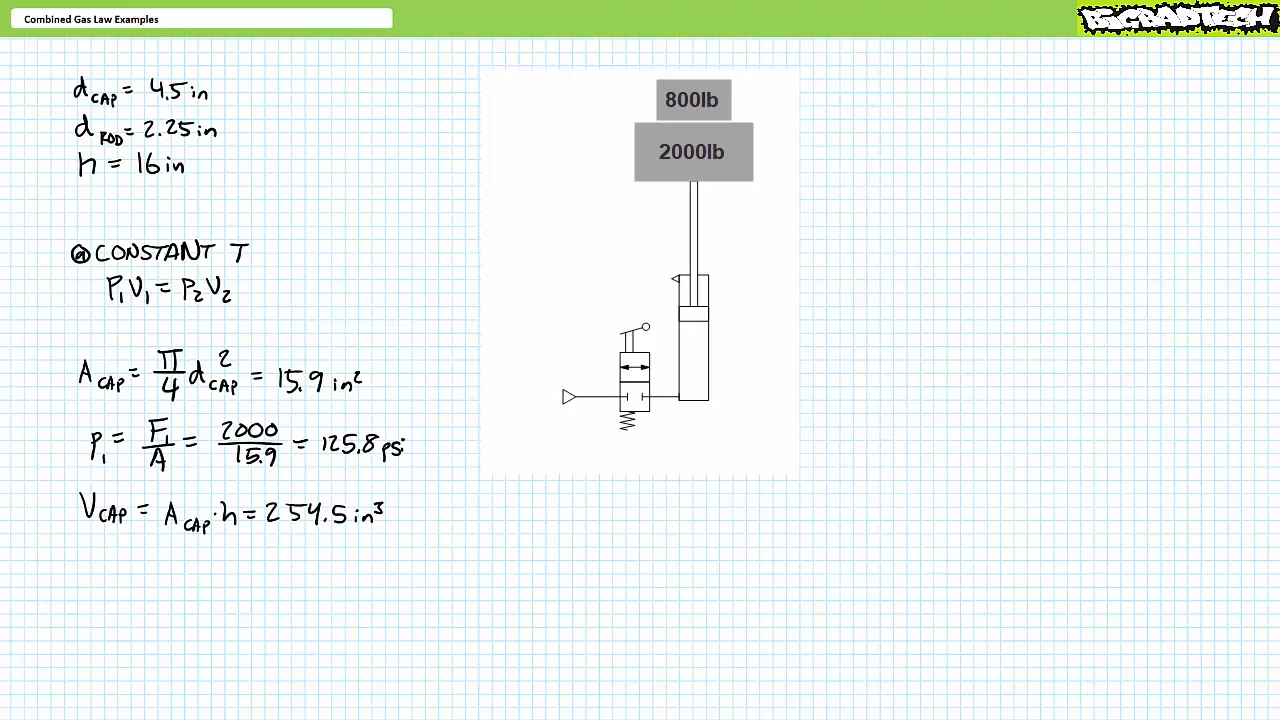 Combined Gas Law Examples
BIGBADTECH
d_CAP = 4.5 in
d_ROD = 2.25 in
h = 16 in
@ CONSTANT T
P₁V₁ = P₂V₂
A_CAP = π/4 d_CAP² = 15.9 in²
P₁ = F₁/A = 2000/15.9 = 125.8 psi
V_CAP = A_CAP · h = 254.5 in³
800lb
2000lb